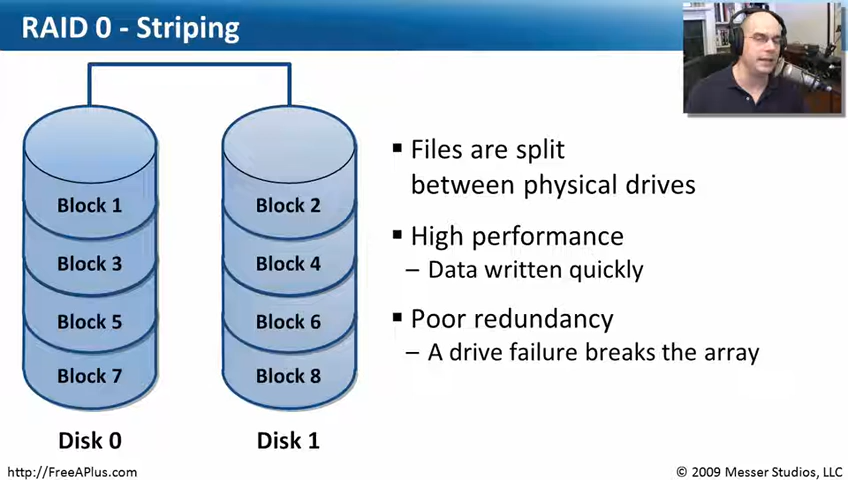 RAID 0 - Striping
Block 1
Block 2
Block 3
Block 4
Block 5
Block 6
Block 7
Block 8
Disk 0
Disk 1
▪ Files are split
between physical drives
▪ High performance
– Data written quickly
▪ Poor redundancy
– A drive failure breaks the array
http://FreeAPlus.com
© 2009 Messer Studios, LLC